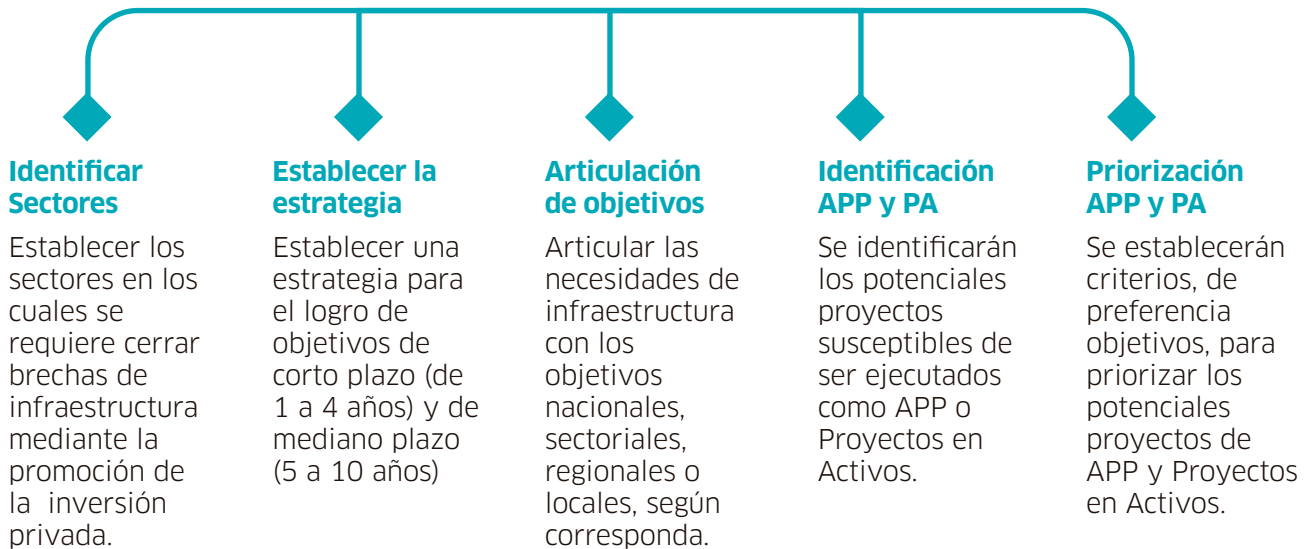 Identificar
Sectores
Establecer los
sectores en los
cuales se
requiere cerrar
brechas de
infraestructura
mediante la
promoción de
la inversión
privada.
Establecer la
estrategia
Establecer una
estrategia para
el logro de
objetivos de
corto plazo (de
1 a 4 años) y de
mediano plazo
(5 a 10 años)
Articulación
de objetivos
Articular las
necesidades de
infraestructura
con los
objetivos
nacionales,
sectoriales,
regionales o
locales, según
corresponda.
Identificación
APP y PA
Se identificarán
los potenciales
proyectos
susceptibles de
ser ejecutados
como APP o
Proyectos en
Activos.
Priorización
APP y PA
Se establecerán
criterios, de
preferencia
objetivos, para
priorizar los
potenciales
proyectos de
APP y Proyectos
en Activos.